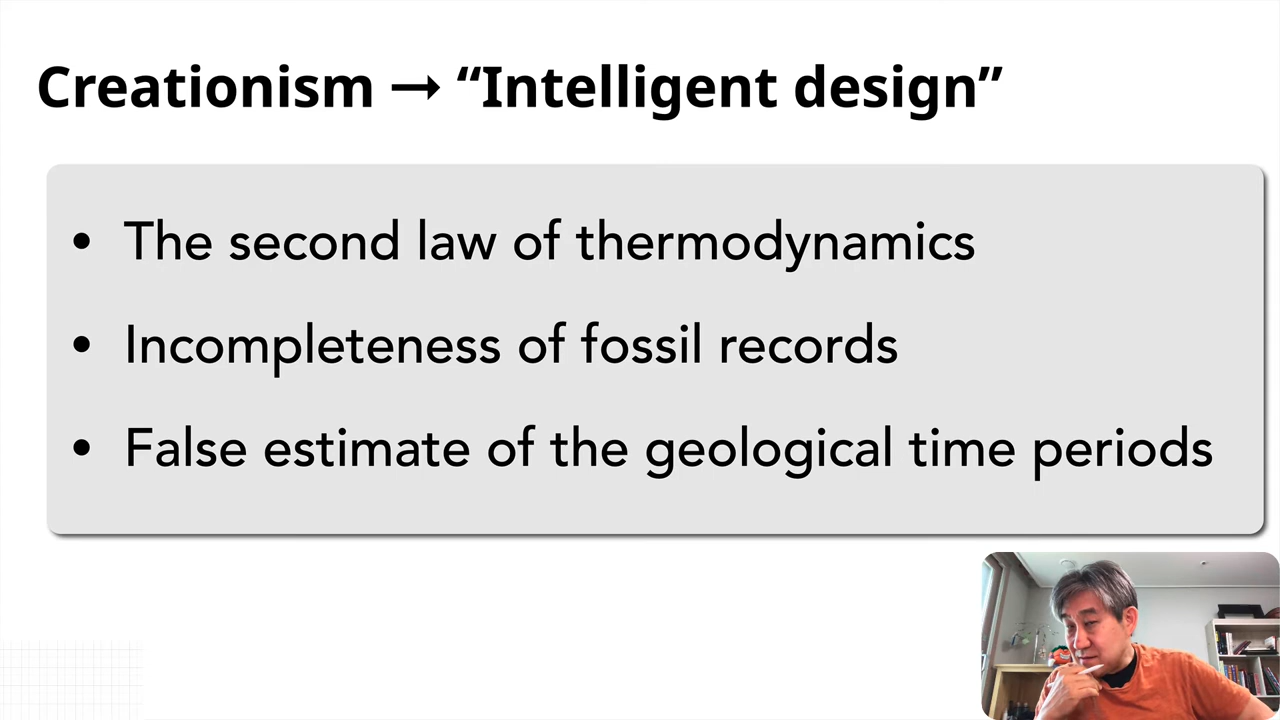 Creationism → “Intelligent design”
• The second law of thermodynamics
• Incompleteness of fossil records
• False estimate of the geological time periods